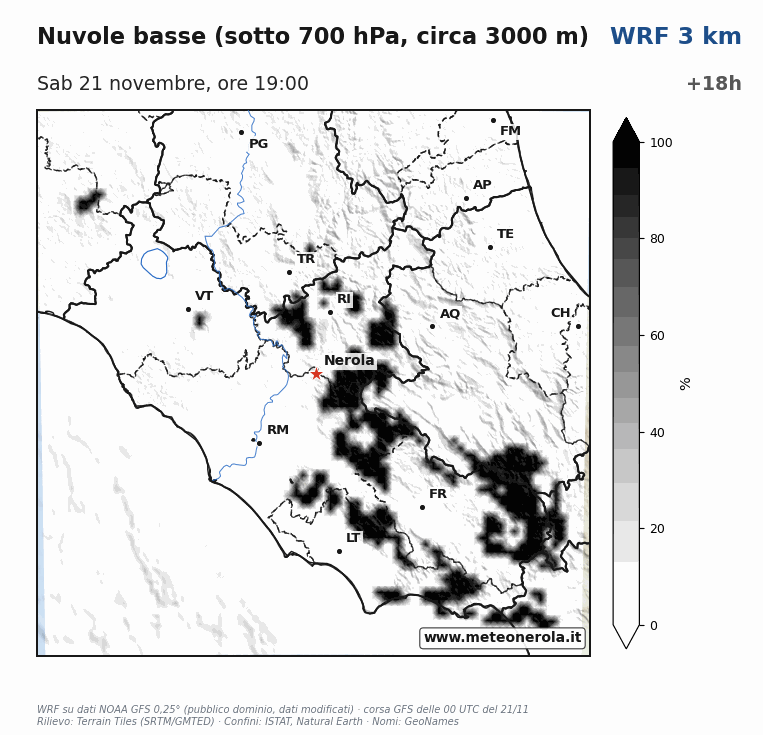 Nuvole basse (sotto 700 hPa, circa 3000 m) WRF 3 km
Sab 21 novembre, ore 19:00 +18h
FM
PG
AP
TE
TR
VT
RI
AQ
CH
Nerola
RM
FR
LT
100
80
60
40
20
0
%
www.meteonerola.it
WRF su dati NOAA GFS 0,25° (pubblico dominio, dati modificati) · corsa GFS delle 00 UTC del 21/11
Rilievo: Terrain Tiles (SRTM/GMTED) · Confini: ISTAT, Natural Earth · Nomi: GeoNames